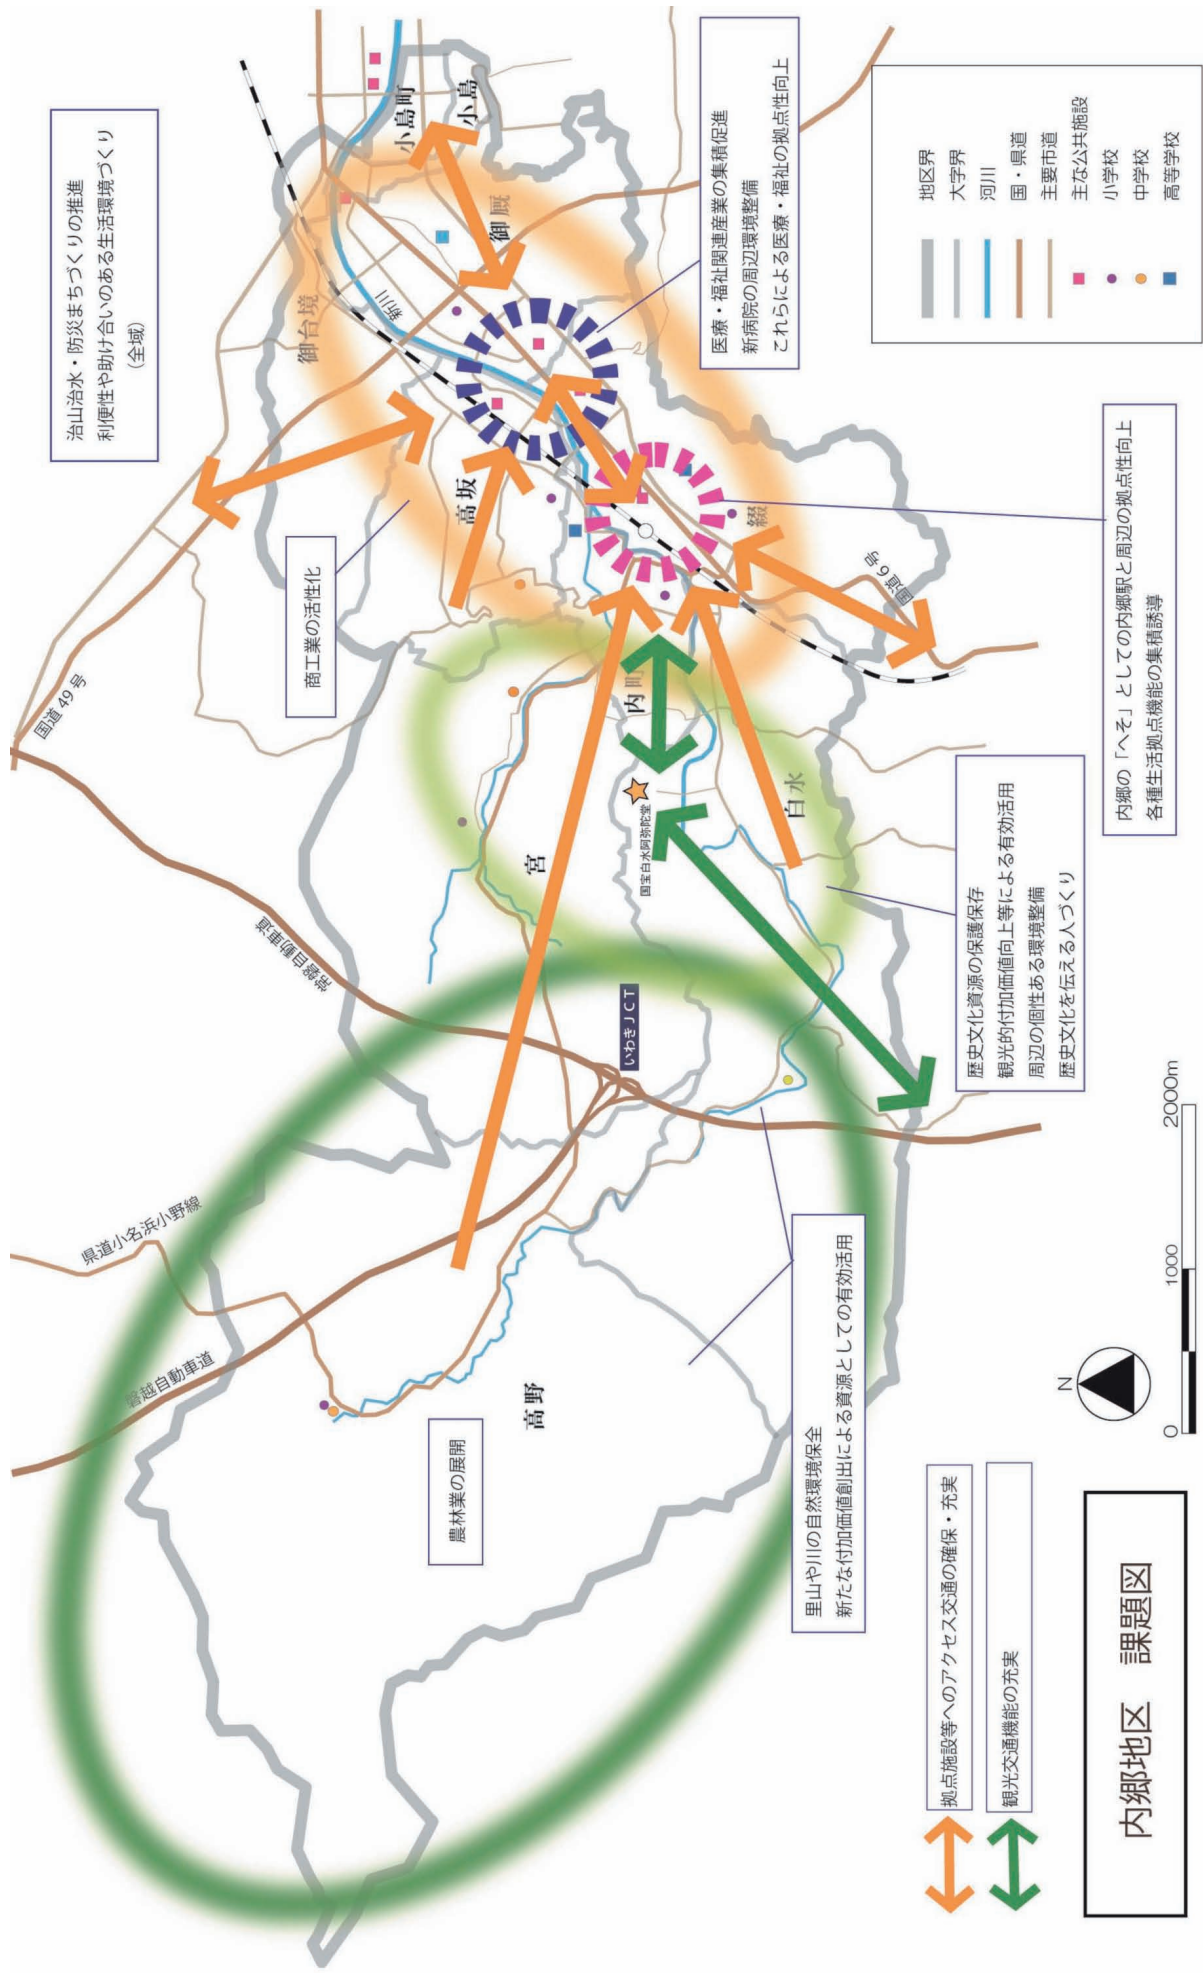 内郷地区 課題図
治山治水・防災まちづくりの推進
利便性や助け合いのある生活環境づくり
（全域）
商工業の活性化
農林業の展開
医療・福祉関連産業の集積促進
新病院の周辺環境整備
これらによる医療・福祉の拠点性向上
内郷の「へそ」としての内郷駅と周辺の拠点性向上
各種生活拠点機能の集積誘導
歴史文化資源の保護保存
観光的付加価値向上等による有効活用
周辺の個性ある環境整備
歴史文化を伝える人づくり
里山や川の自然環境保全
新たな付加価値創出による資源としての有効活用
県道小名浜小野線
磐越自動車道
常磐自動車道
国道49号
国道6号
いわきJCT
国宝白水阿弥陀堂
新川
小島町
小島
御厩
御台境
高坂
綴
内町
宮
白水
高野
地区界
大字界
河川
国・県道
主要市道
主な公共施設
小学校
中学校
高等学校
拠点施設等へのアクセス交通の確保・充実
観光交通機能の充実
N
0
1000
2000m